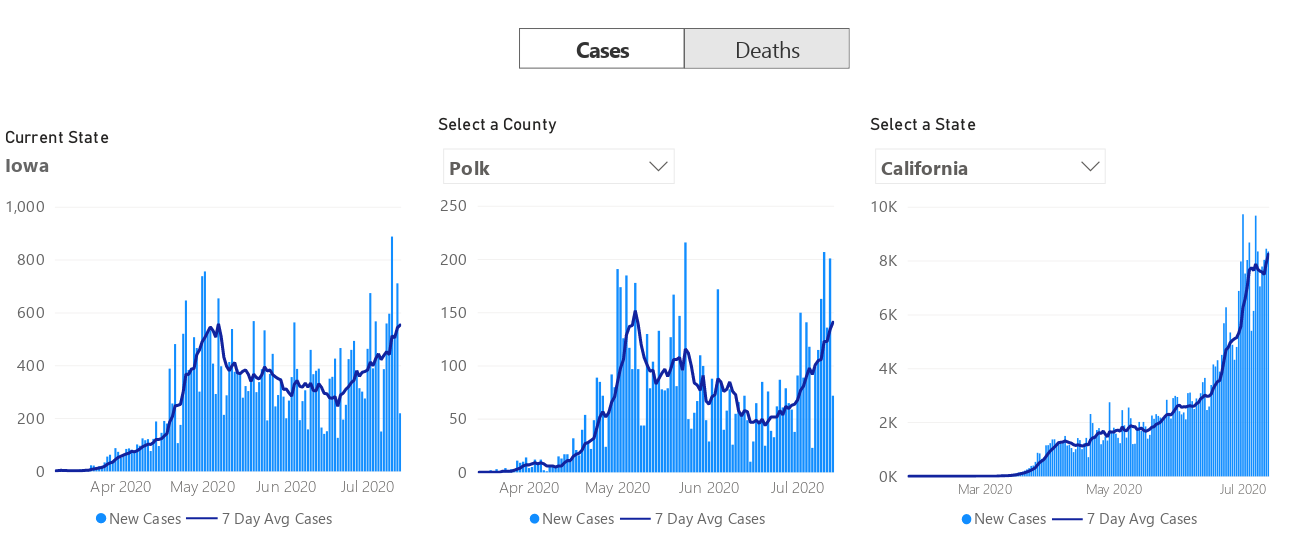 Cases Deaths
Current State
Iowa
1,000
800
600
400
200
0
Apr 2020 May 2020 Jun 2020 Jul 2020
New Cases 7 Day Avg Cases
Select a County
Polk
250
200
150
100
50
0
Apr 2020 May 2020 Jun 2020 Jul 2020
New Cases 7 Day Avg Cases
Select a State
California
10K
8K
6K
4K
2K
0K
Mar 2020 May 2020 Jul 2020
New Cases 7 Day Avg Cases